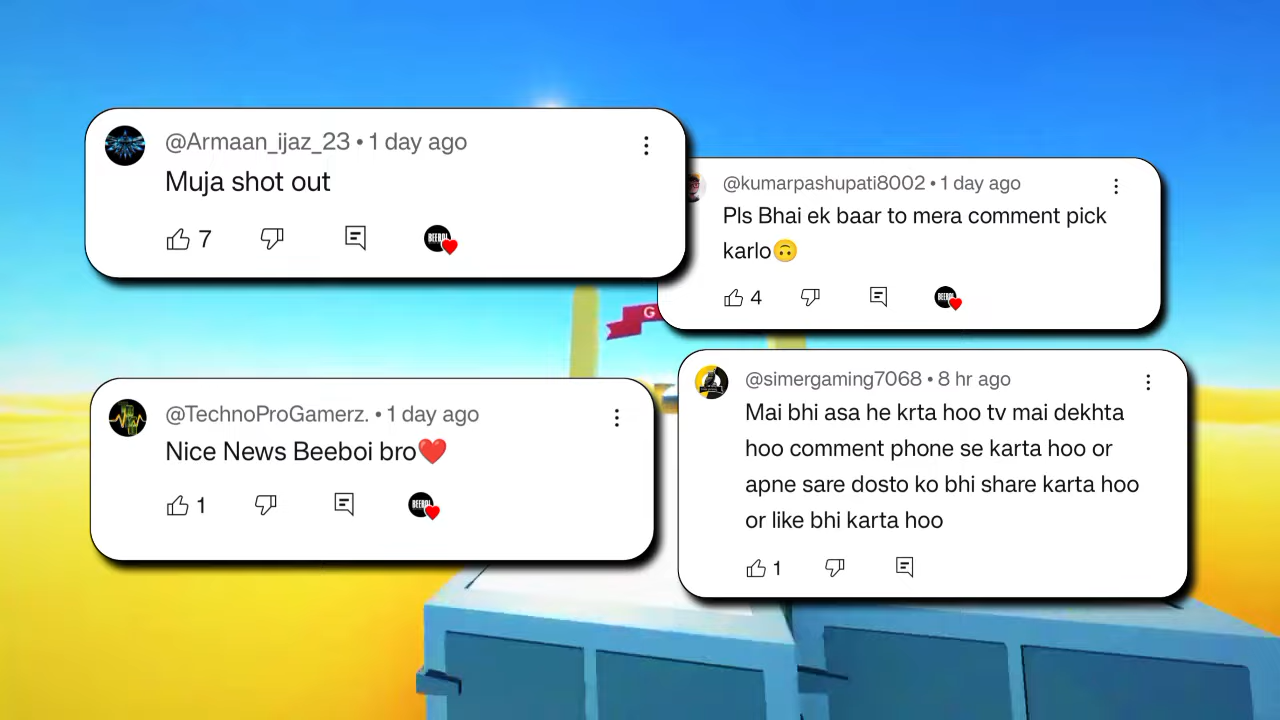 @Armaan_ijaz_23 • 1 day ago
Muja shot out
7
@kumarpashupati8002 • 1 day ago
Pls Bhai ek baar to mera comment pick
karlo🙃
4
G
@TechnoProGamerz. • 1 day ago
Nice News Beeboi bro❤️
1
@simergaming7068 • 8 hr ago
Mai bhi asa he krta hoo tv mai dekhta
hoo comment phone se karta hoo or
apne sare dosto ko bhi share karta hoo
or like bhi karta hoo
1